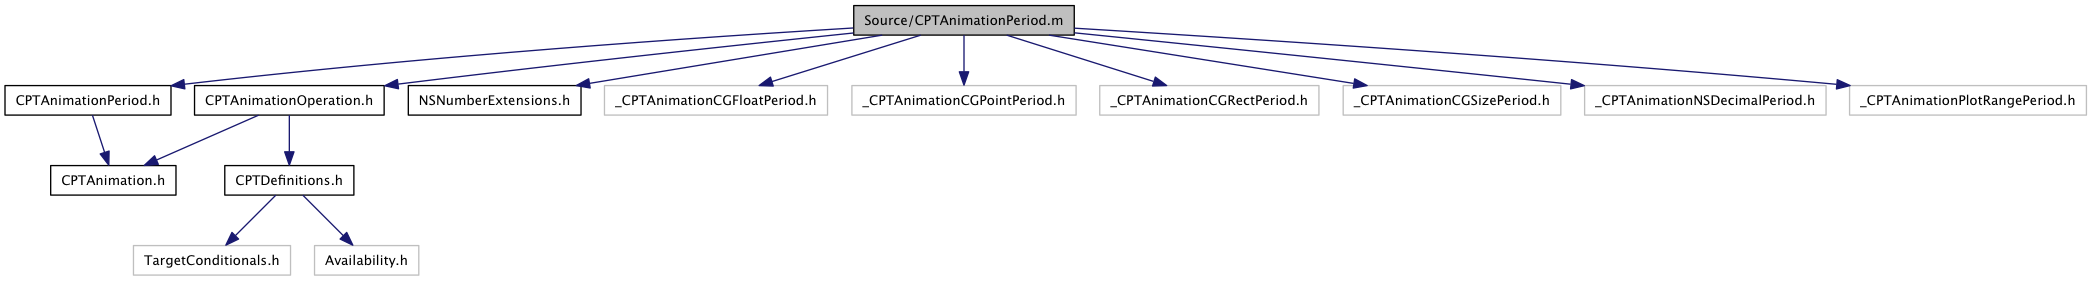 Source/CPTAnimationPeriod.m
CPTAnimationPeriod.h
CPTAnimationOperation.h
NSNumberExtensions.h
_CPTAnimationCGFloatPeriod.h
_CPTAnimationCGPointPeriod.h
_CPTAnimationCGRectPeriod.h
_CPTAnimationCGSizePeriod.h
_CPTAnimationNSDecimalPeriod.h
_CPTAnimationPlotRangePeriod.h
CPTAnimation.h
CPTDefinitions.h
TargetConditionals.h
Availability.h